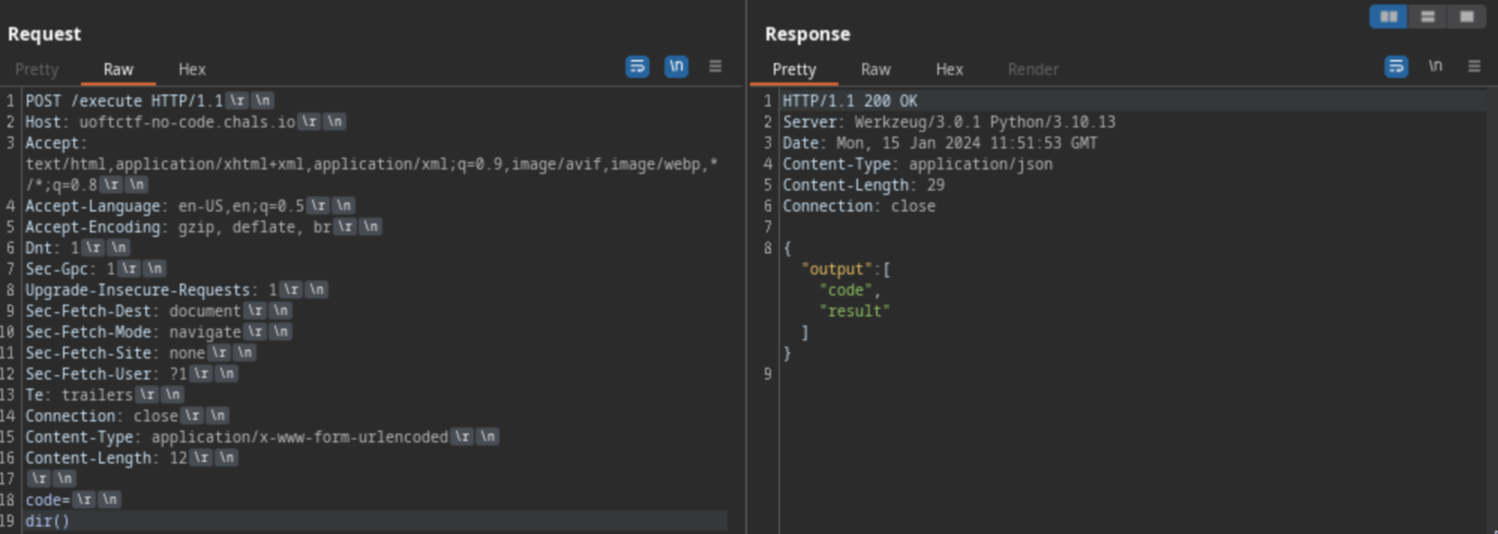 Request
Pretty Raw Hex \n
1 POST /execute HTTP/1.1\r \n
2 Host: uoftctf-no-code.chals.io\r \n
3 Accept:
text/html,application/xhtml+xml,application/xml;q=0.9,image/avif,image/webp,*
/*;q=0.8\r \n
4 Accept-Language: en-US,en;q=0.5\r \n
5 Accept-Encoding: gzip, deflate, br\r \n
6 Dnt: 1\r \n
7 Sec-Gpc: 1\r \n
8 Upgrade-Insecure-Requests: 1\r \n
9 Sec-Fetch-Dest: document\r \n
10 Sec-Fetch-Mode: navigate\r \n
11 Sec-Fetch-Site: none\r \n
12 Sec-Fetch-User: ?1\r \n
13 Te: trailers\r \n
14 Connection: close\r \n
15 Content-Type: application/x-www-form-urlencoded\r \n
16 Content-Length: 12\r \n
17 \r \n
18 code=\r \n
19 dir()
Response
Pretty Raw Hex Render \n
1 HTTP/1.1 200 OK
2 Server: Werkzeug/3.0.1 Python/3.10.13
3 Date: Mon, 15 Jan 2024 11:51:53 GMT
4 Content-Type: application/json
5 Content-Length: 29
6 Connection: close
7
8 {
"output":[
"code",
"result"
]
}
9